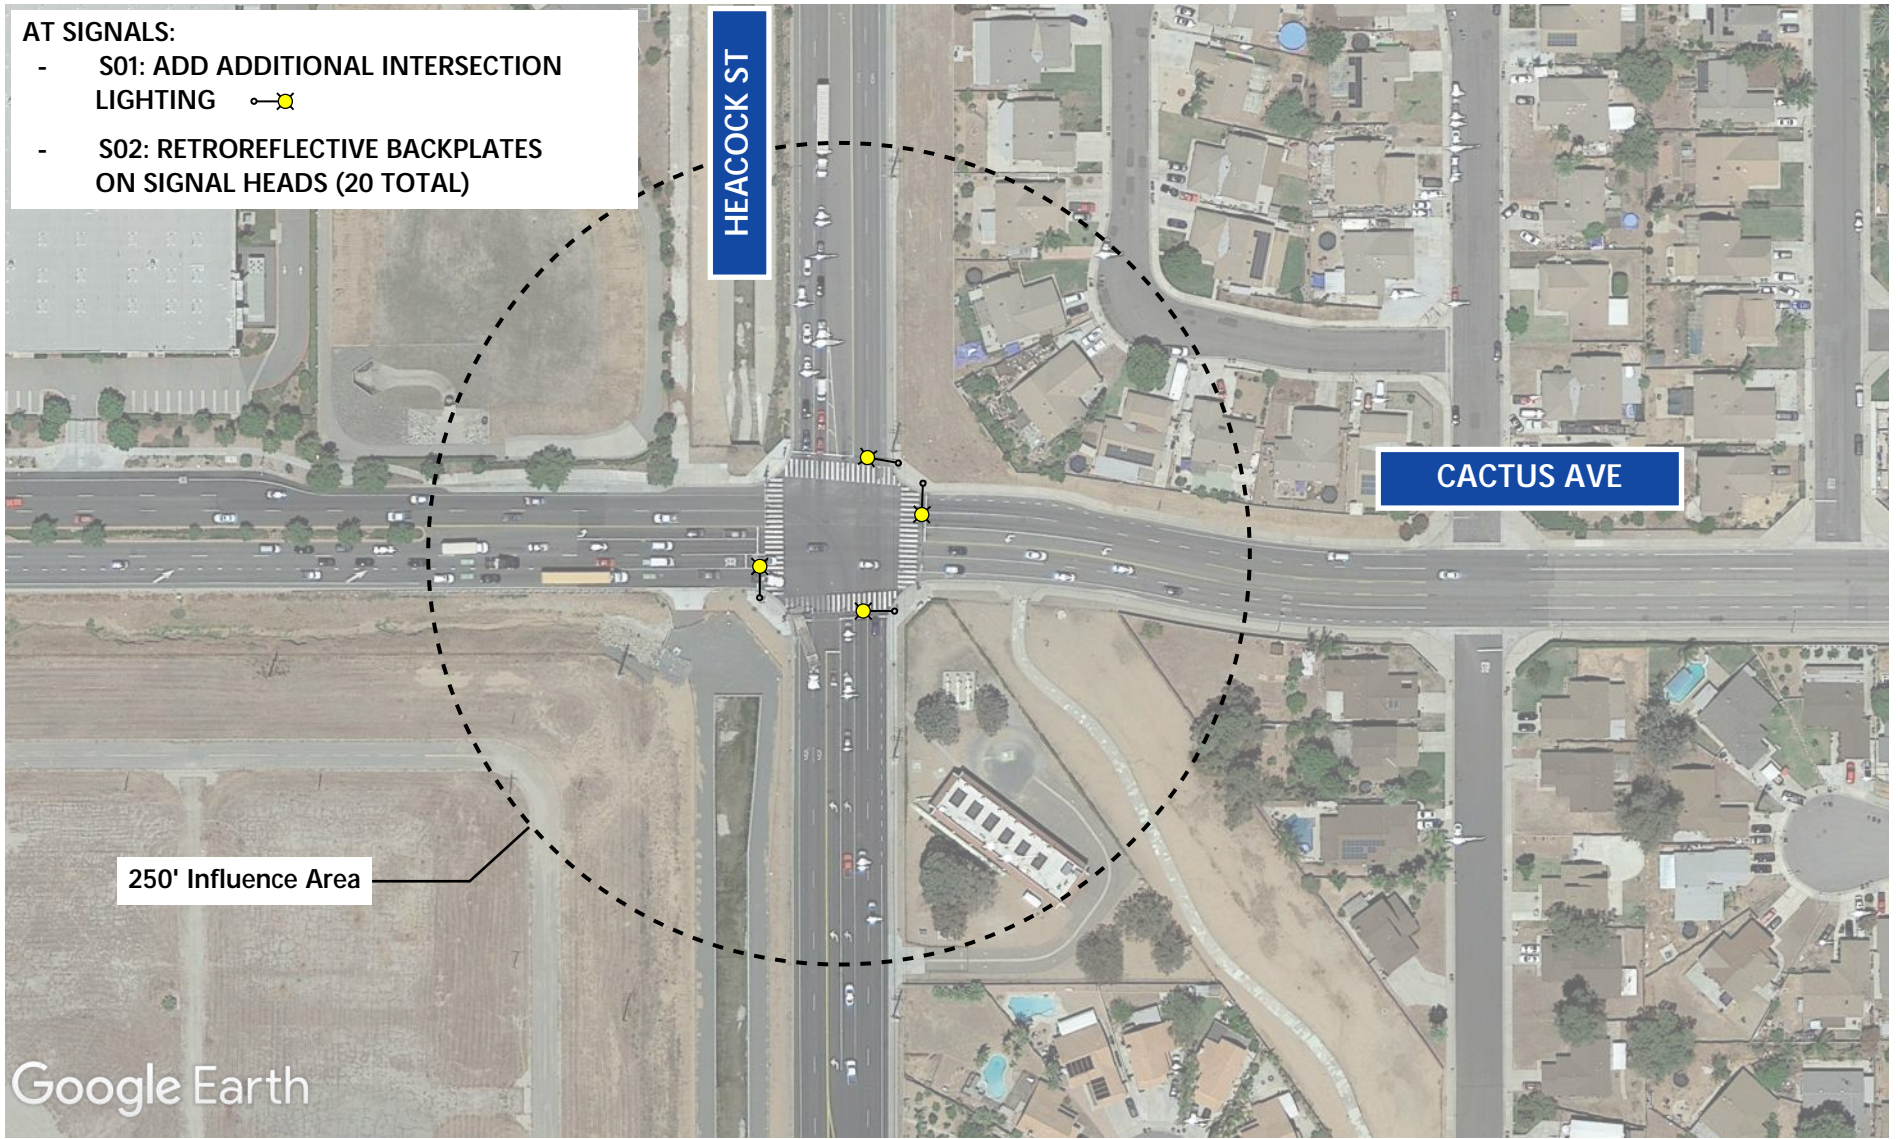 AT SIGNALS:
- S01: ADD ADDITIONAL INTERSECTION
LIGHTING
- S02: RETROREFLECTIVE BACKPLATES
ON SIGNAL HEADS (20 TOTAL)
HEACOCK ST
CACTUS AVE
250' Influence Area
Google Earth